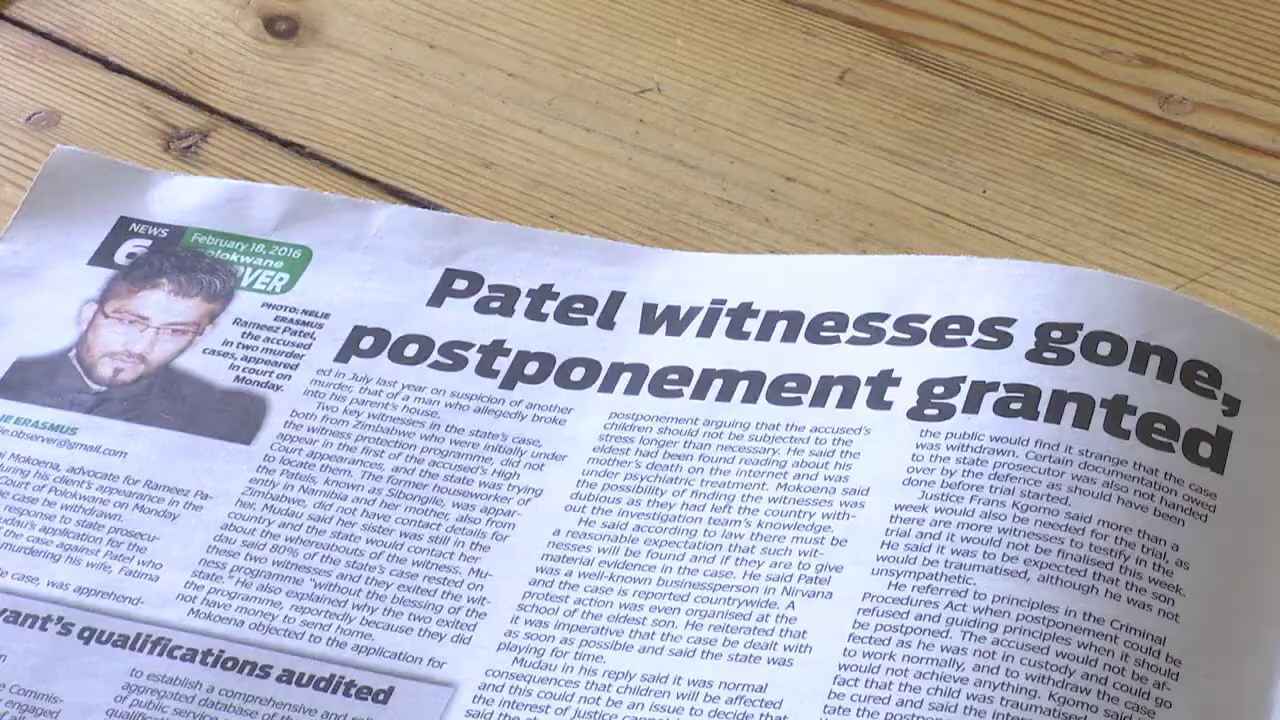 NEWS
6
February 18, 2016
Polokwane
VER
PHOTO: NELIE
ERASMUS
Rameez Patel,
the accused
in two murder
cases, appeared
in court on
Monday.
Patel witnesses gone,
postponement granted
IE ERASMUS
ie.observer@gmail.com
Mokoena, advocate for Rameez Pa-
during his client's appearance in the
Court of Polokwane on Monday
he case be withdrawn.
response to state prosecu-
udau's application for the
the case against Patel who
murdering his wife, Fatima
e case, was apprehend-
ed in July last year on suspicion of another
murder, that of a man who allegedly broke
into his parent's house.
Two key witnesses in the state's case,
both from Zimbabwe who were initially under
the witness protection programme, did not
appear in the first of the accused's High
Court appearances, and the state was trying
to locate them. The former houseworker of
the Patels, known as Sibongile, was appar-
ently in Namibia and her mother, also from
Zimbabwe, did not have contact details for
her. Mudau said her sister was still in the
country and the state would contact her
about the whereabouts of the witness. Mu-
dau said 80% of the state's case rested on
these two witnesses and they exited the wit-
ness programme "without the blessing of the
state." He also explained why the two exited
the programme, reportedly because they did
not have money to send home.
Mokoena objected to the application for
postponement arguing that the accused's
children should not be subjected to the
stress longer than necessary. He said the
eldest had been found reading about his
mother's death on the internet and was
under psychiatric treatment. Mokoena said
the possibility of finding the witnesses was
dubious as they had left the country with-
out the investigation team's knowledge.
He said according to law there must be
a reasonable expectation that such wit-
nesses will be found and if they are to give
material evidence in the case. He said Patel
was a well-known businessperson in Nirvana
and the case is reported countrywide. A
protest action was even organised at the
school of the eldest son. He reiterated that
it was imperative that the case be dealt with
as soon as possible and said the state was
playing for time.
Mudau in his reply said it was normal
consequences that children will be affected
and this could not be an issue to decide that
the interest of Justice
the public would find it strange that the case
was withdrawn. Certain documentation owed
to the state prosecutor was also not handed
over by the defence as should have been
done before trial started.
Justice Frans Kgomo said more than a
week would also be needed for the trial, as
there are more witnesses to testify in the
trial and it would not be finalised this week.
He said it was to be expected that the son
would be traumatised, although he was not
unsympathetic.
He referred to principles in the Criminal
Procedures Act when postponement could be
refused and guiding principles when it should
be postponed. The accused would not be af-
fected as he was not in custody and could go
to work normally, and to withdraw the case
would not achieve anything. Kgomo said
fact that the child was traumatised
be cured and said the
tate the
vant's qualifications audited
e Commis-
engaged
to establish a comprehensive and
aggregated database of the
of public service